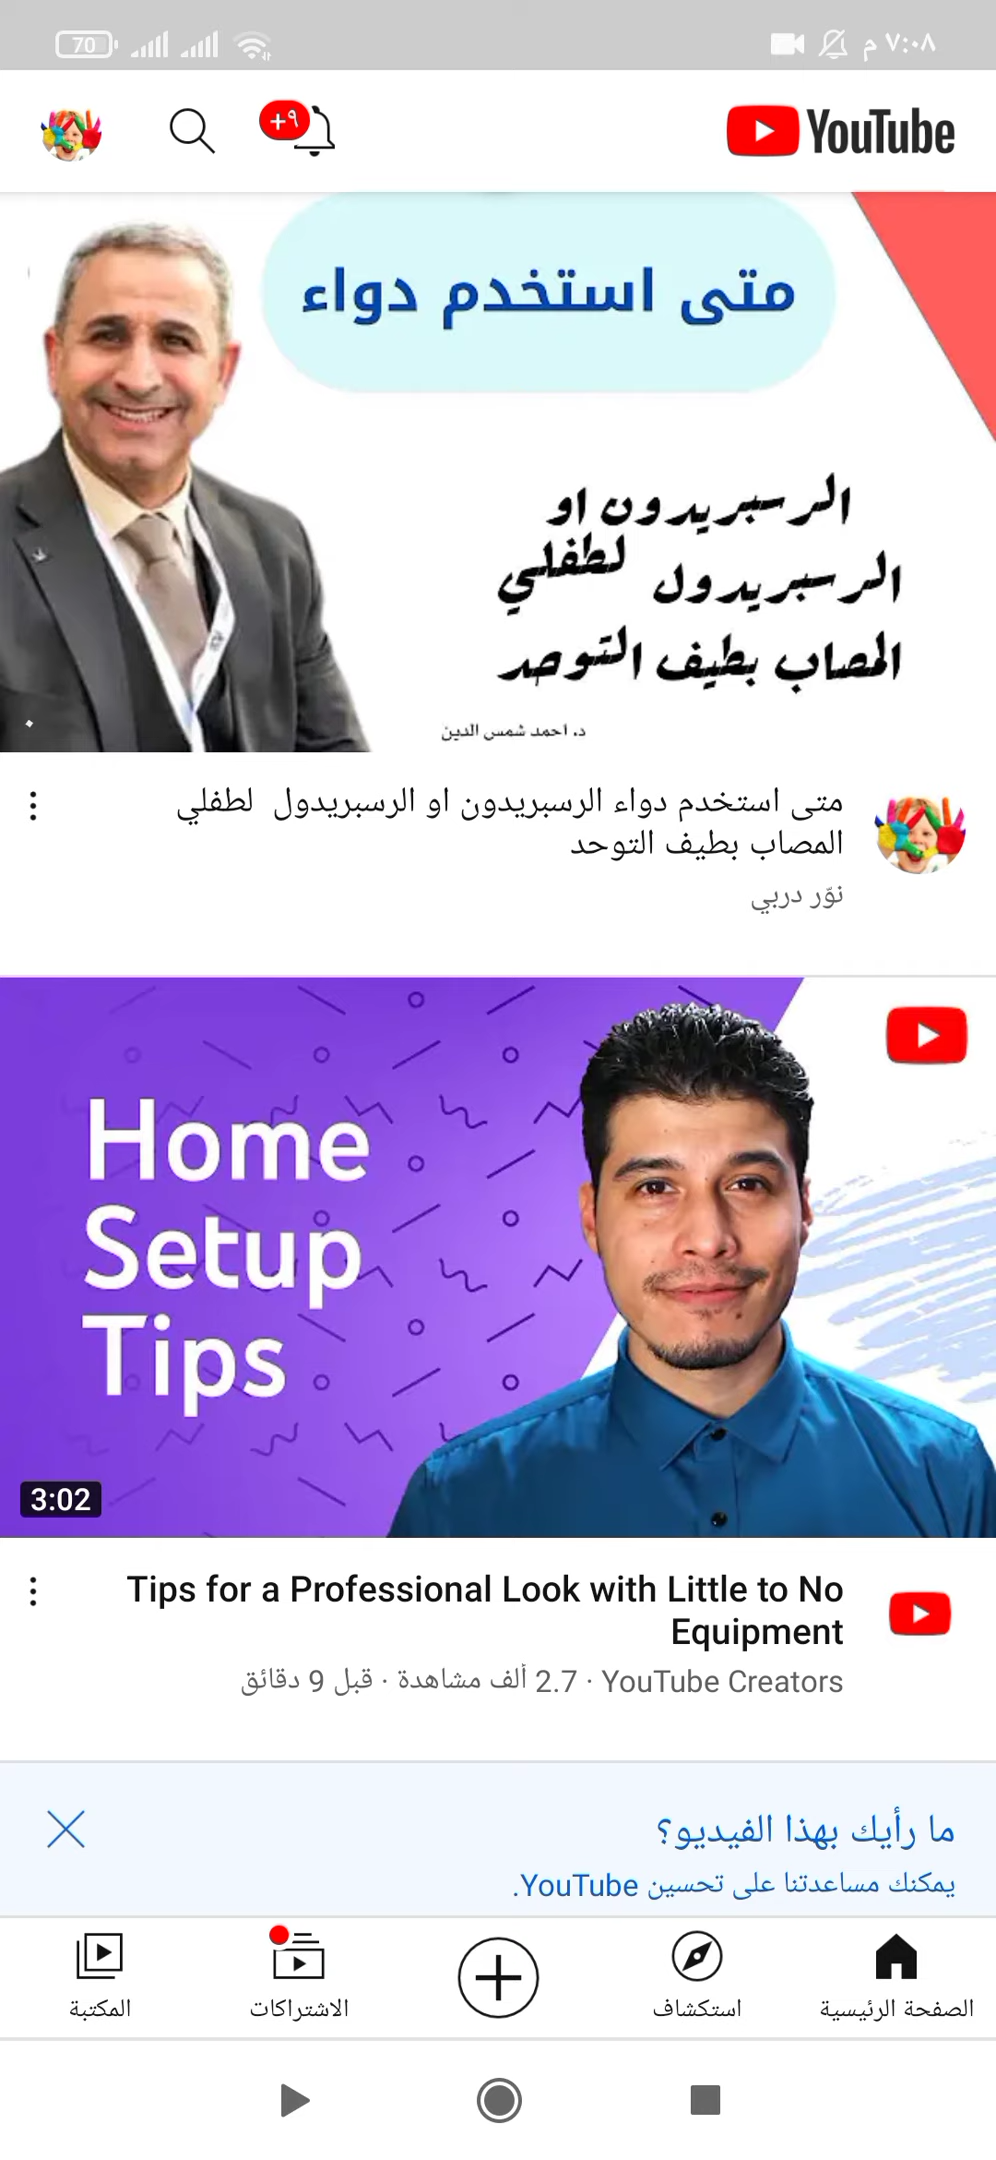 ٧:٠٨ م
70
YouTube
+٩
متى استخدم دواء
الرسبريدون او
الرسبريدول لطفلي
المصاب بطيف التوحد
د. احمد شمس الدين
متى استخدم دواء الرسبريدون او الرسبريدول لطفلي
المصاب بطيف التوحد
نوّر دربي
Home
Setup
Tips
3:02
Tips for a Professional Look with Little to No
Equipment
YouTube Creators · 2.7 ألف مشاهدة · قبل 9 دقائق
ما رأيك بهذا الفيديو؟
يمكنك مساعدتنا على تحسين YouTube.
الصفحة الرئيسية
استكشاف
الاشتراكات
المكتبة